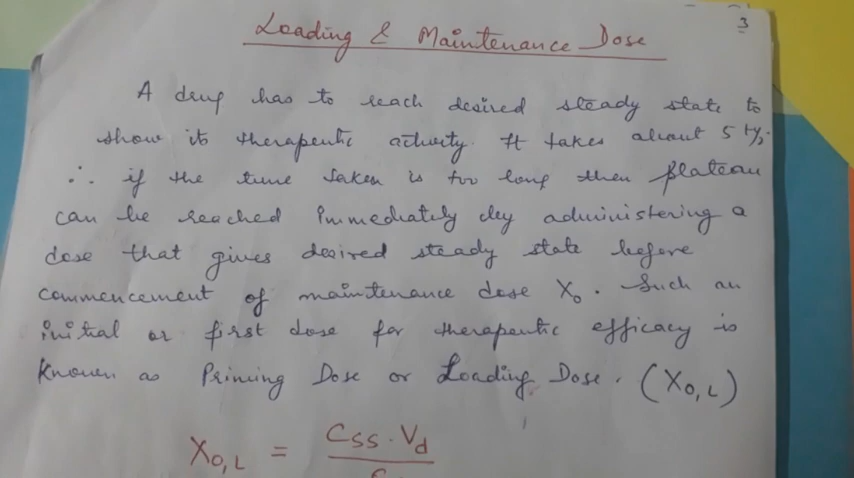 3
Loading & Maintenance Dose
A drug has to reach desired steady state to
show its therapeutic activity. It takes about 5 t½.
∴ if the time taken is too long then plateau
can be reached immediately by administering a
dose that gives desired steady state before
commencement of maintenance dose X₀. Such an
initial or first dose for therapeutic efficacy is
known as Priming Dose or Loading Dose. (X₀,L)
X₀,L = Css . Vd